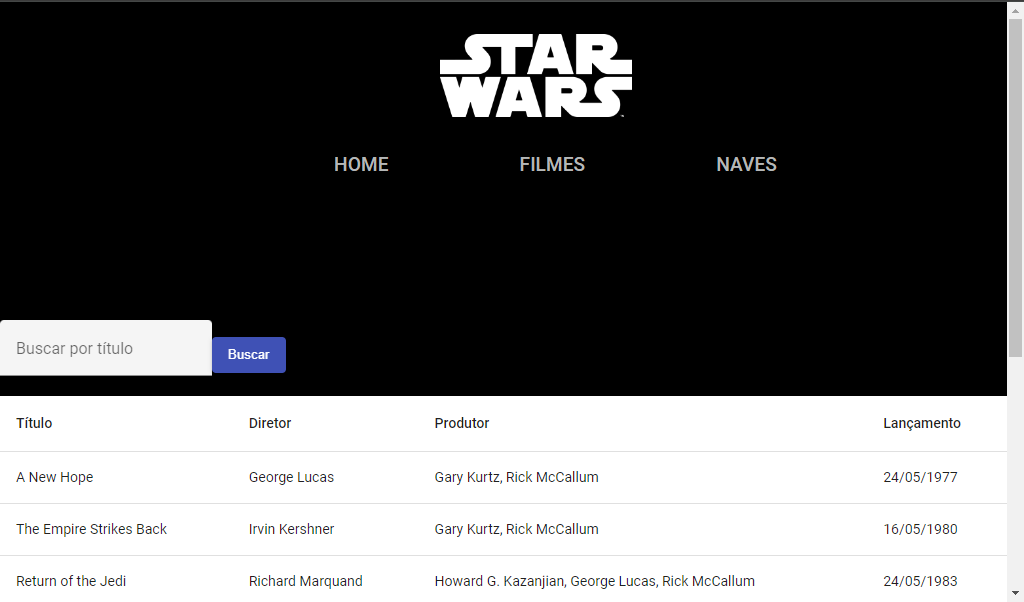 STAR
WARS
HOME FILMES NAVES
Buscar por título Buscar
Título Diretor Produtor Lançamento
A New Hope George Lucas Gary Kurtz, Rick McCallum 24/05/1977
The Empire Strikes Back Irvin Kershner Gary Kurtz, Rick McCallum 16/05/1980
Return of the Jedi Richard Marquand Howard G. Kazanjian, George Lucas, Rick McCallum 24/05/1983